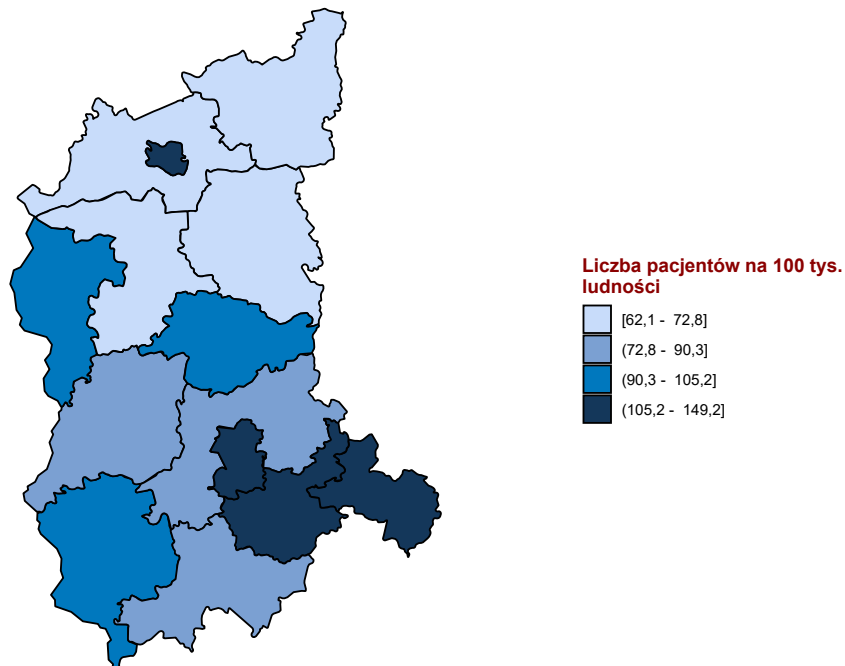 Liczba pacjentów na 100 tys.
ludności
[62,1 - 72,8]
(72,8 - 90,3]
(90,3 - 105,2]
(105,2 - 149,2]